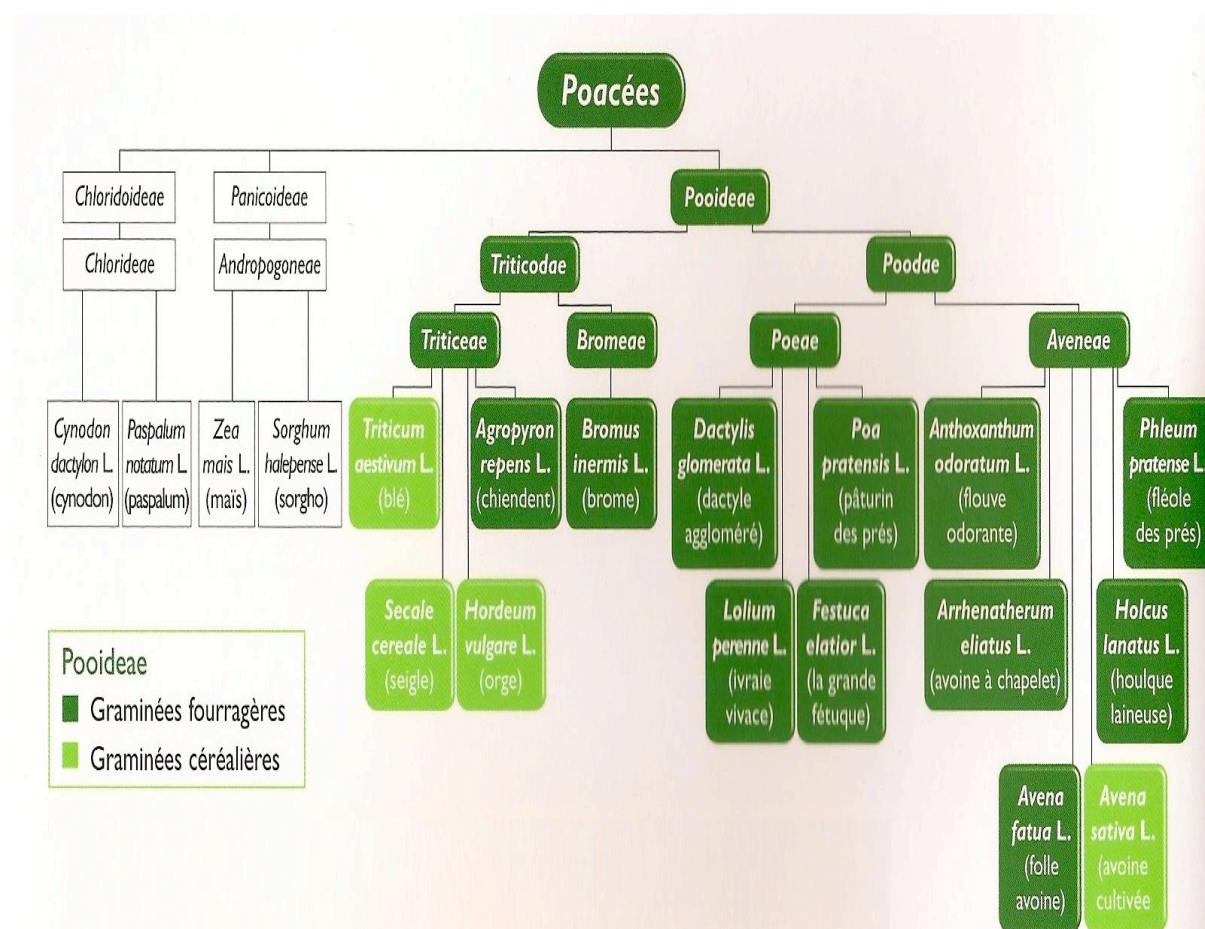 Poacées
Chloridoideae
Panicoideae
Pooideae
Chlorideae
Andropogoneae
Triticodae
Poodae
Triticeae
Bromeae
Poeae
Aveneae
Cynodon
dactylon L.
(cynodon)
Paspalum
notatum L.
(paspalum)
Zea
mais L.
(maïs)
Sorghum
halepense L.
(sorgho)
Triticum
aestivum L.
(blé)
Agropyron
repens L.
(chiendent)
Bromus
inermis L.
(brome)
Dactylis
glomerata L.
(dactyle
aggloméré)
Poa
pratensis L.
(pâturin
des prés)
Anthoxanthum
odoratum L.
(flouve
odorante)
Phleum
pratense L.
(fléole
des prés)
Secale
cereale L.
(seigle)
Hordeum
vulgare L.
(orge)
Lolium
perenne L.
(ivraie
vivace)
Festuca
elatior L.
(la grande
fétuque)
Arrhenatherum
eliatus L.
(avoine à chapelet)
Holcus
lanatus L.
(houlque
laineuse)
Avena
fatua L.
(folle
avoine)
Avena
sativa L.
(avoine
cultivée
Pooideae
Graminées fourragères
Graminées céréalières